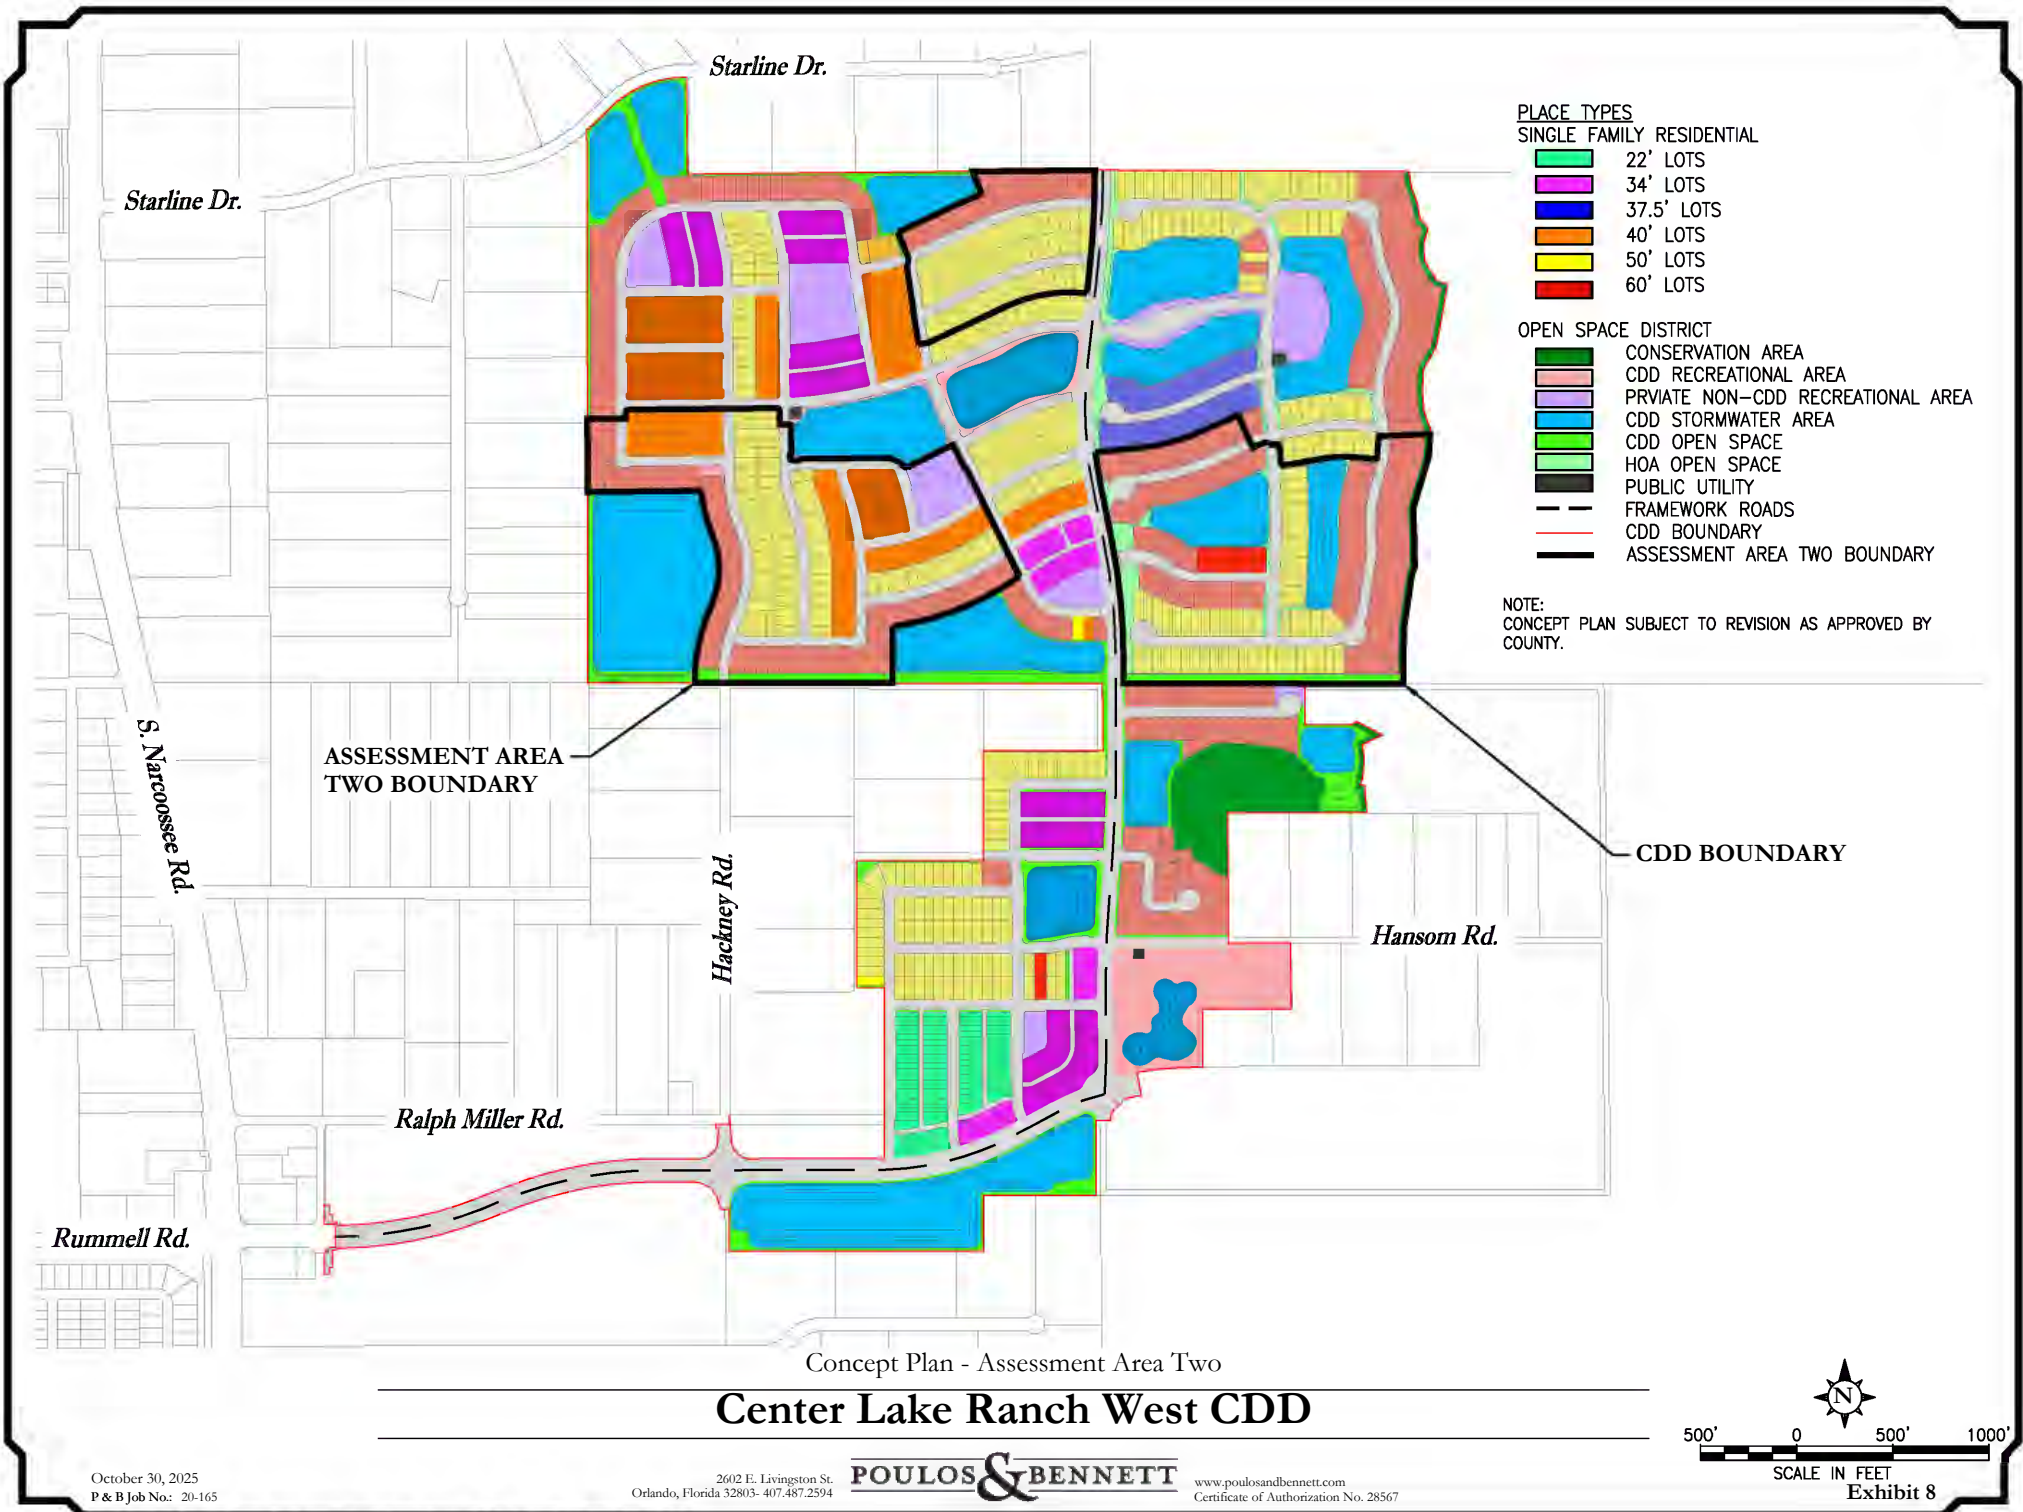 Starline Dr.
Starline Dr.
PLACE TYPES
SINGLE FAMILY RESIDENTIAL
22' LOTS
34' LOTS
37.5' LOTS
40' LOTS
50' LOTS
60' LOTS
OPEN SPACE DISTRICT
CONSERVATION AREA
CDD RECREATIONAL AREA
PRVIATE NON-CDD RECREATIONAL AREA
CDD STORMWATER AREA
CDD OPEN SPACE
HOA OPEN SPACE
PUBLIC UTILITY
FRAMEWORK ROADS
CDD BOUNDARY
ASSESSMENT AREA TWO BOUNDARY
NOTE:
CONCEPT PLAN SUBJECT TO REVISION AS APPROVED BY
COUNTY.
S. Narcoossee Rd.
ASSESSMENT AREA
TWO BOUNDARY
CDD BOUNDARY
Hackney Rd.
Hansom Rd.
Ralph Miller Rd.
Rummell Rd.
Concept Plan - Assessment Area Two
Center Lake Ranch West CDD
N
500' 0 500' 1000'
SCALE IN FEET
Exhibit 8
October 30, 2025
P & B Job No.: 20-165
2602 E. Livingston St.
Orlando, Florida 32803- 407.487.2594
POULOS & BENNETT
www.poulosandbennett.com
Certificate of Authorization No. 28567